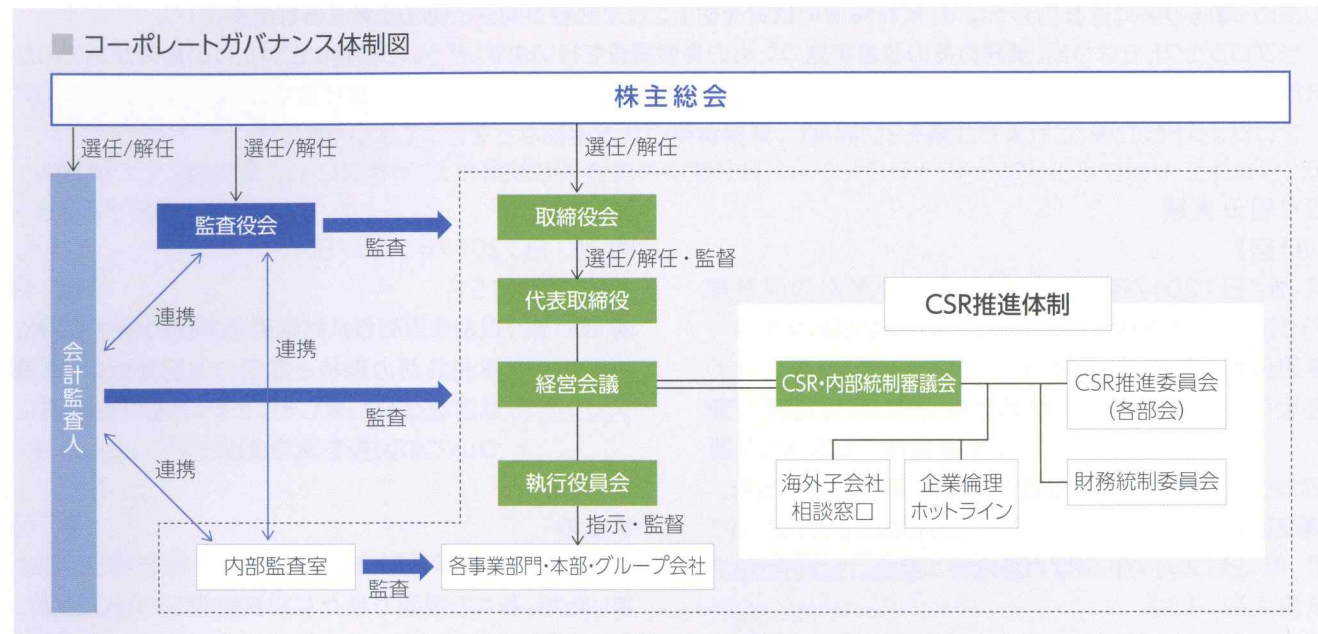 コーポレートガバナンス体制図
株主総会
選任/解任
選任/解任
選任/解任
監査役会
監査
取締役会
選任/解任・監督
代表取締役
CSR推進体制
連携
連携
会計監査人
経営会議
監査
CSR・内部統制審議会
CSR推進委員会
(各部会)
連携
執行役員会
海外子会社
相談窓口
企業倫理
ホットライン
財務統制委員会
指示・監督
内部監査室
監査
各事業部門・本部・グループ会社